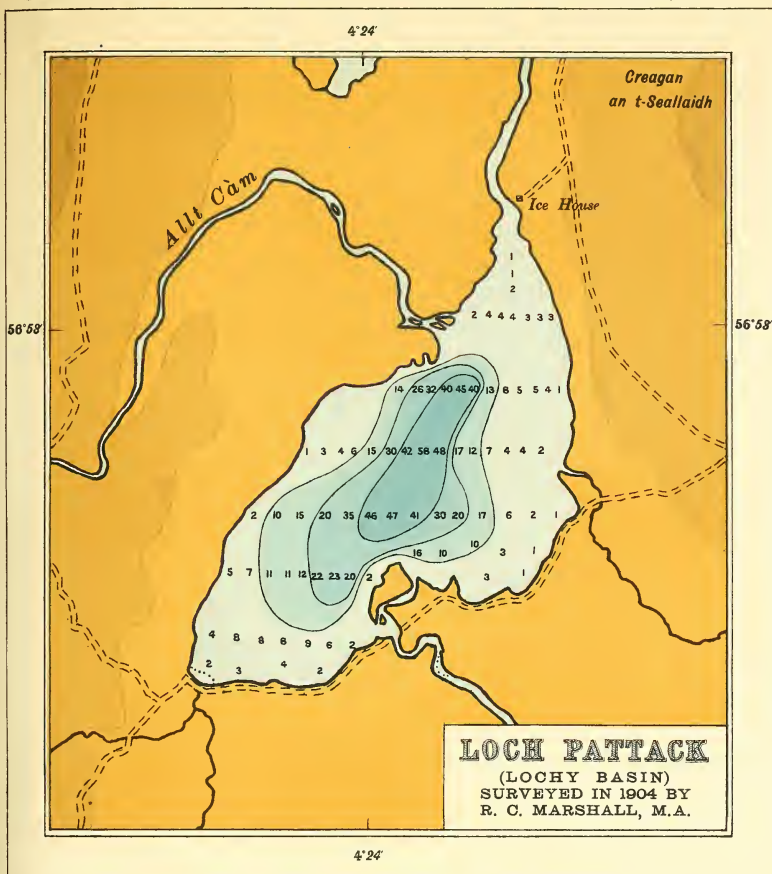 4°24'
Creagan
an t-Seallaidh
Allt Càm
Ice House
1
1
2
56°58' 56°58'
2 4 4 4 3 3 3
14 26 32 40 45 40 13 8 5 5 4 1
1 3 4 6 15 30 42 58 48 17 12 7 4 4 2
2 10 15 20 35 46 47 41 30 20 17 6 2 1
16 10 10 3 1
5 7 11 11 12 22 23 20 2 3 1
4 8 8 8 9 6 2
2 3 4 2
LOCH PATTACK
(LOCHY BASIN)
SURVEYED IN 1904 BY
R. C. MARSHALL, M.A.
4°24'